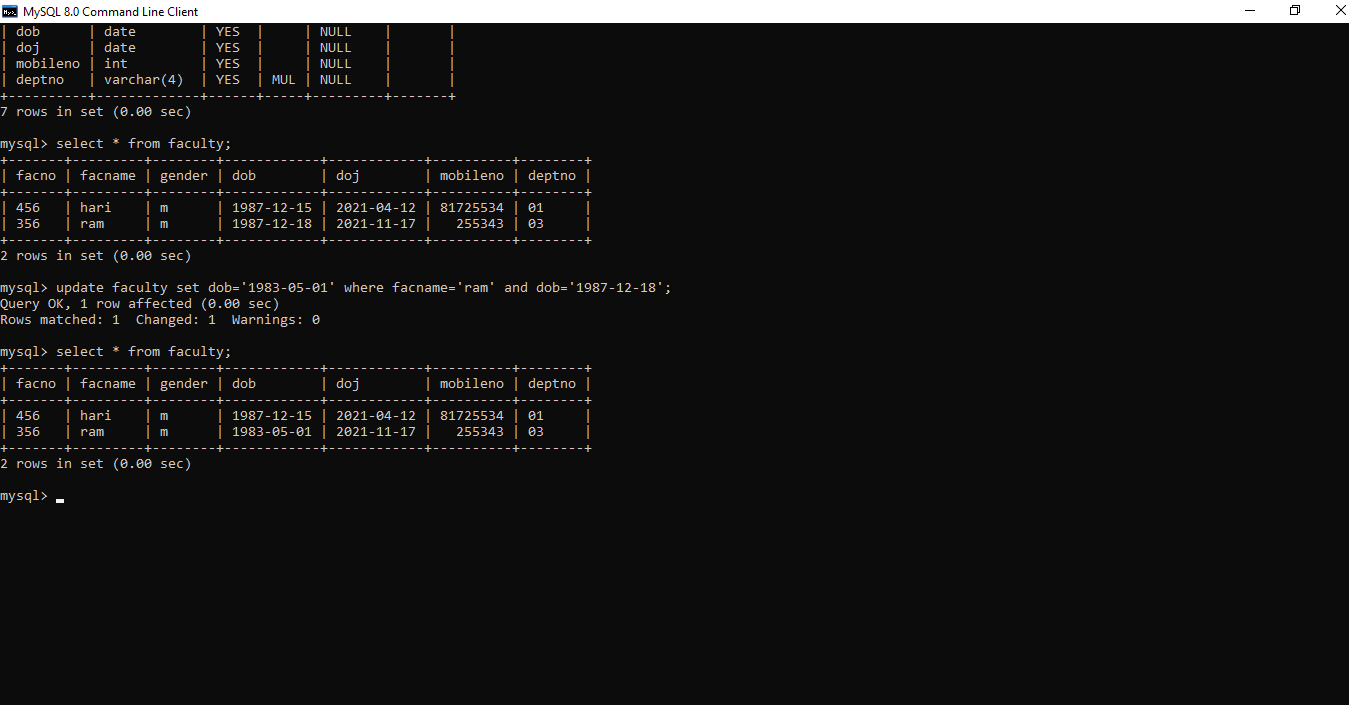 MySQL 8.0 Command Line Client
| dob      | date        | YES  |     | NULL    |       |
| doj      | date        | YES  |     | NULL    |       |
| mobileno | int         | YES  |     | NULL    |       |
| deptno   | varchar(4)  | YES  | MUL | NULL    |       |
+----------+-------------+------+-----+---------+-------+
7 rows in set (0.00 sec)
mysql> select * from faculty;
+-------+---------+--------+------------+------------+----------+--------+
| facno | facname | gender | dob        | doj        | mobileno | deptno |
+-------+---------+--------+------------+------------+----------+--------+
| 456   | hari    | m      | 1987-12-15 | 2021-04-12 | 81725534 | 01     |
| 356   | ram     | m      | 1987-12-18 | 2021-11-17 |   255343 | 03     |
+-------+---------+--------+------------+------------+----------+--------+
2 rows in set (0.00 sec)
mysql> update faculty set dob='1983-05-01' where facname='ram' and dob='1987-12-18';
Query OK, 1 row affected (0.00 sec)
Rows matched: 1  Changed: 1  Warnings: 0
mysql> select * from faculty;
+-------+---------+--------+------------+------------+----------+--------+
| facno | facname | gender | dob        | doj        | mobileno | deptno |
+-------+---------+--------+------------+------------+----------+--------+
| 456   | hari    | m      | 1987-12-15 | 2021-04-12 | 81725534 | 01     |
| 356   | ram     | m      | 1983-05-01 | 2021-11-17 |   255343 | 03     |
+-------+---------+--------+------------+------------+----------+--------+
2 rows in set (0.00 sec)
mysql> _